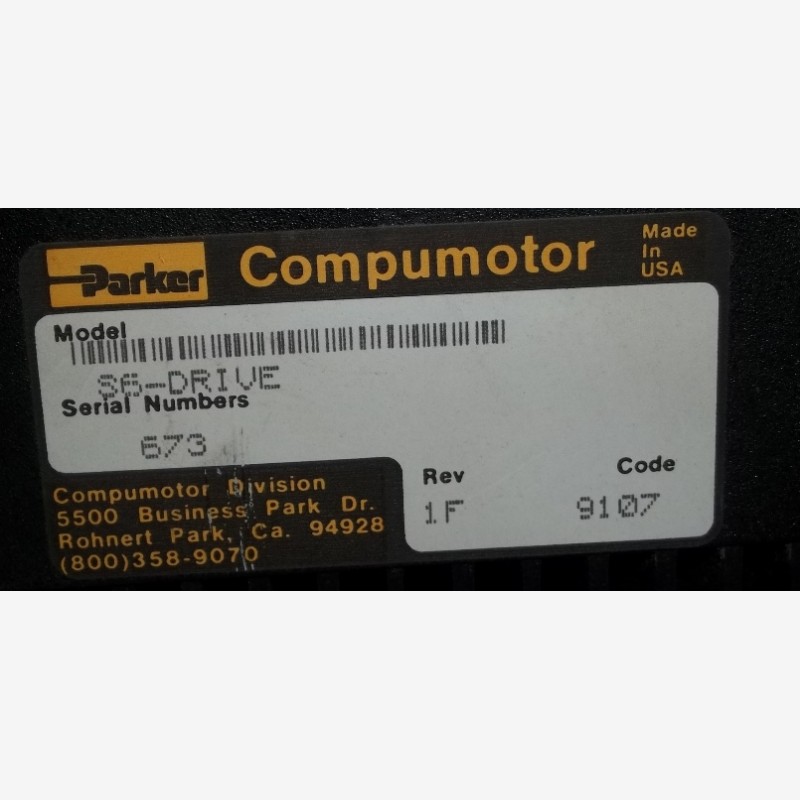 Parker Compumotor
Made
In
USA
Model
S6-DRIVE
Serial Numbers
673
Rev
Code
1F
9107
Compumotor Division
5500 Business Park Dr.
Rohnert Park, Ca. 94928
(800)358-9070